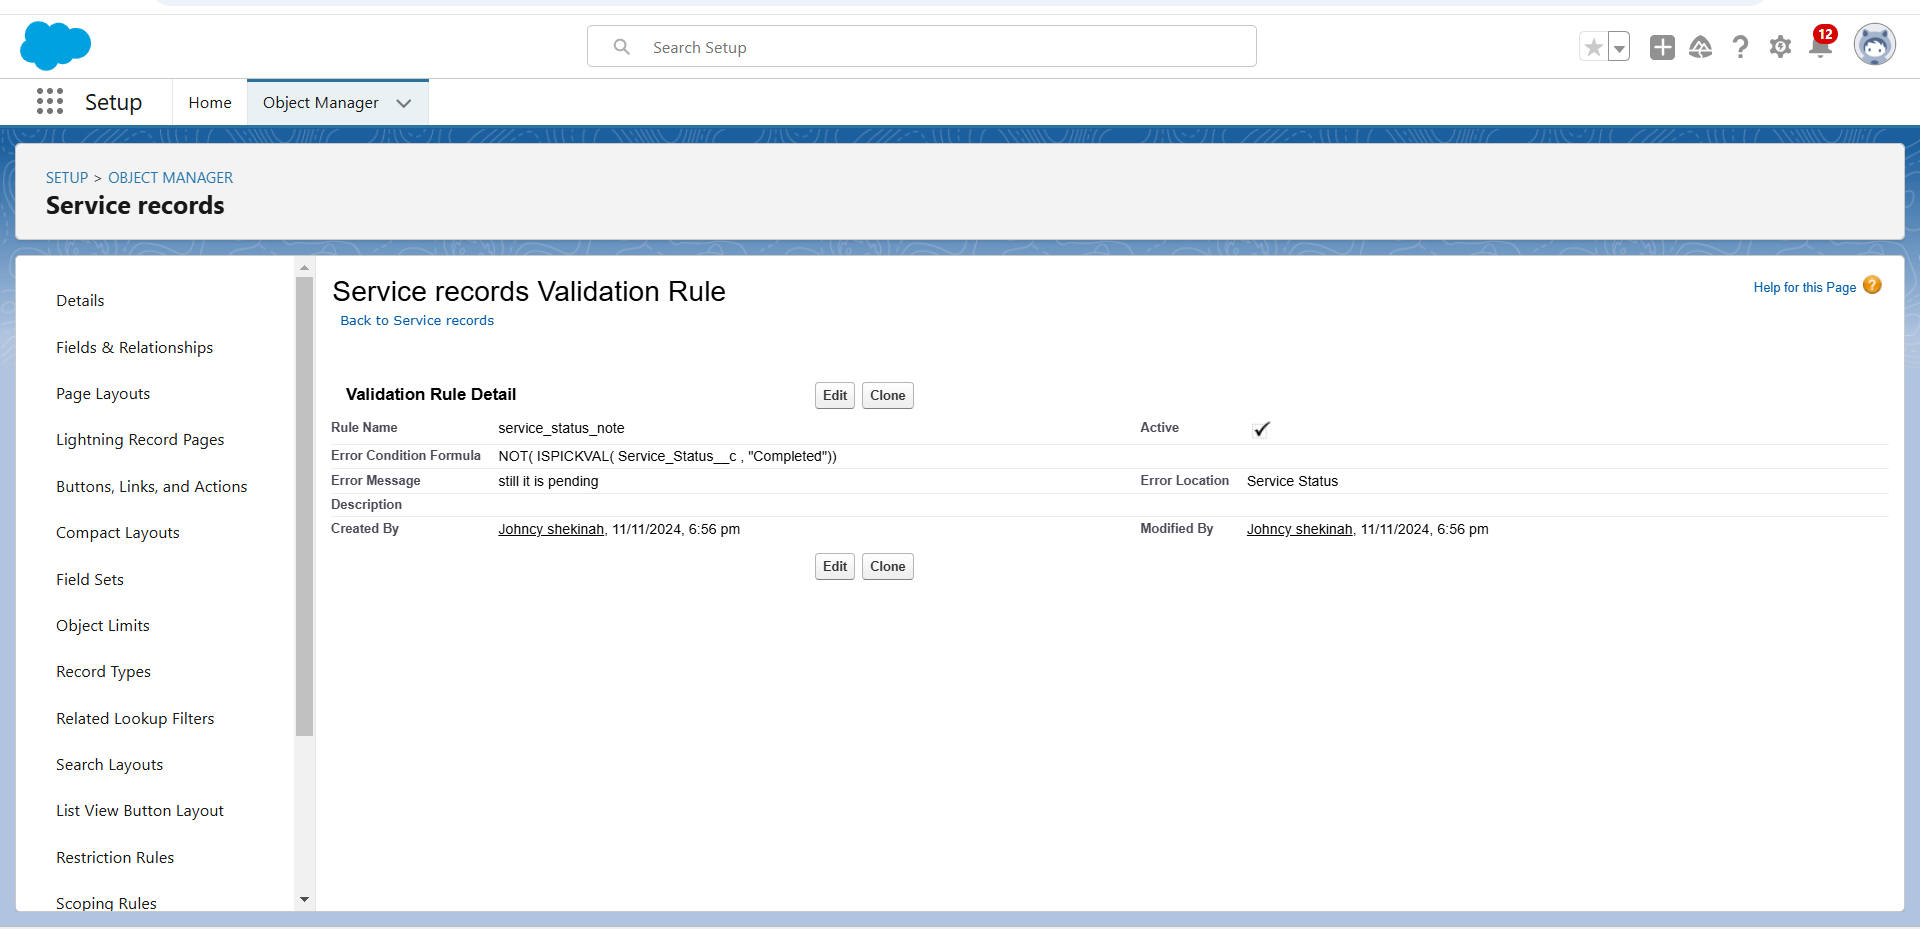 Search Setup
12
Setup
Home
Object Manager
SETUP > OBJECT MANAGER
Service records
Details
Fields & Relationships
Page Layouts
Lightning Record Pages
Buttons, Links, and Actions
Compact Layouts
Field Sets
Object Limits
Record Types
Related Lookup Filters
Search Layouts
List View Button Layout
Restriction Rules
Scoping Rules
Service records Validation Rule
Help for this Page ?
Back to Service records
Validation Rule Detail
Edit Clone
Rule Name service_status_note Active
Error Condition Formula NOT( ISPICKVAL( Service_Status__c , "Completed"))
Error Message still it is pending Error Location Service Status
Description
Created By Johncy shekinah, 11/11/2024, 6:56 pm Modified By Johncy shekinah, 11/11/2024, 6:56 pm
Edit Clone